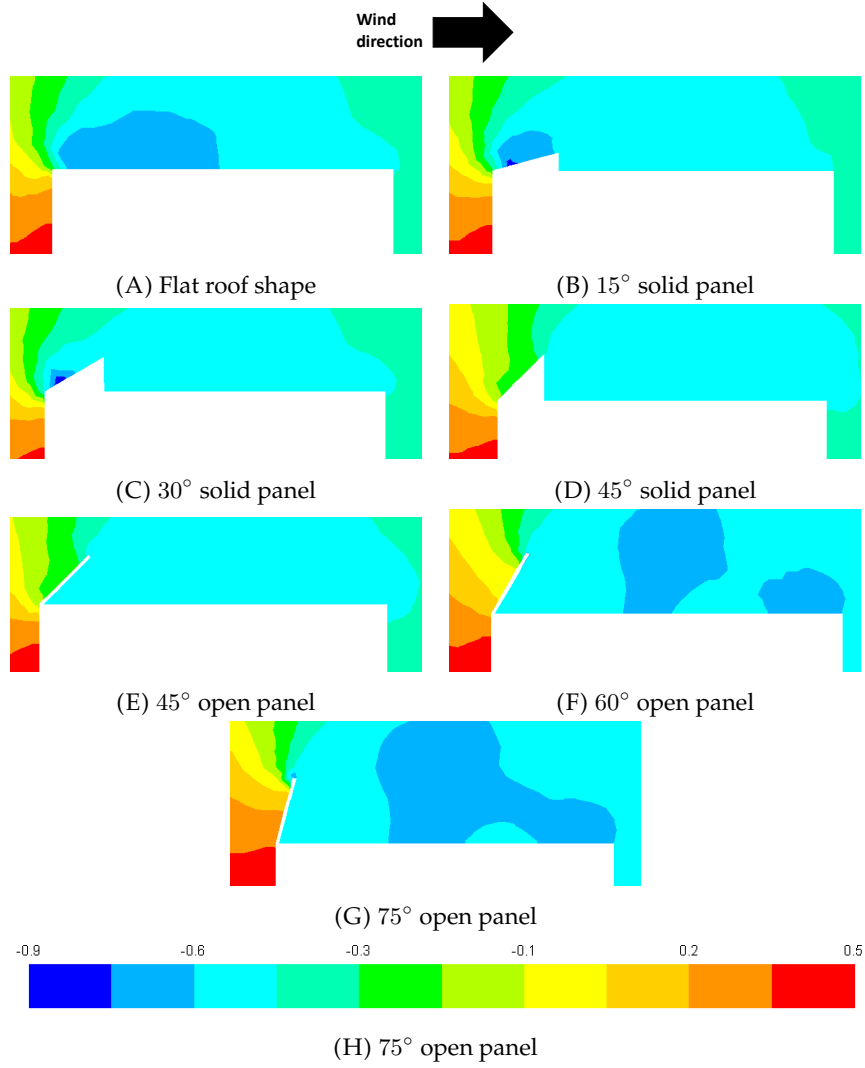 Wind
direction
(A) Flat roof shape
(B) 15° solid panel
(C) 30° solid panel
(D) 45° solid panel
(E) 45° open panel
(F) 60° open panel
(G) 75° open panel
-0.9 -0.6 -0.3 -0.1 0.2 0.5
(H) 75° open panel